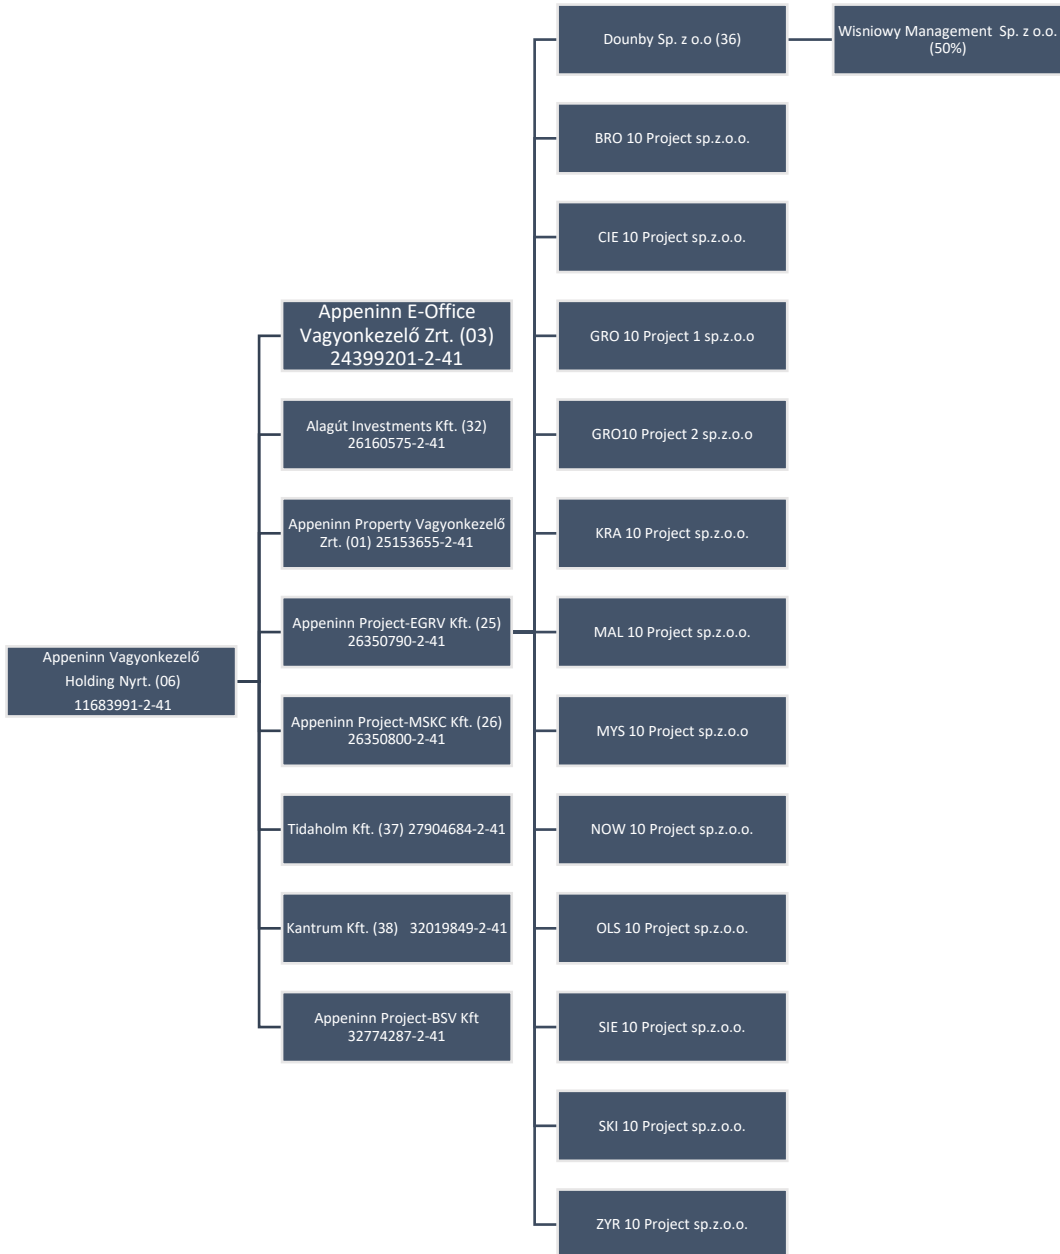 Appeninn Vagyonkezelő
Holding Nyrt. (06)
11683991-2-41
Appeninn E-Office
Vagyonkezelő Zrt. (03)
24399201-2-41
Alagút Investments Kft. (32)
26160575-2-41
Appeninn Property Vagyonkezelő
Zrt. (01) 25153655-2-41
Appeninn Project-EGRV Kft. (25)
26350790-2-41
Appeninn Project-MSKC Kft. (26)
26350800-2-41
Tidaholm Kft. (37) 27904684-2-41
Kantrum Kft. (38)   32019849-2-41
Appeninn Project-BSV Kft
32774287-2-41
Dounby Sp. z o.o (36)
BRO 10 Project sp.z.o.o.
CIE 10 Project sp.z.o.o.
GRO 10 Project 1 sp.z.o.o
GRO10 Project 2 sp.z.o.o
KRA 10 Project sp.z.o.o.
MAL 10 Project sp.z.o.o.
MYS 10 Project sp.z.o.o
NOW 10 Project sp.z.o.o.
OLS 10 Project sp.z.o.o.
SIE 10 Project sp.z.o.o.
SKI 10 Project sp.z.o.o.
ZYR 10 Project sp.z.o.o.
Wisniowy Management  Sp. z o.o.
(50%)